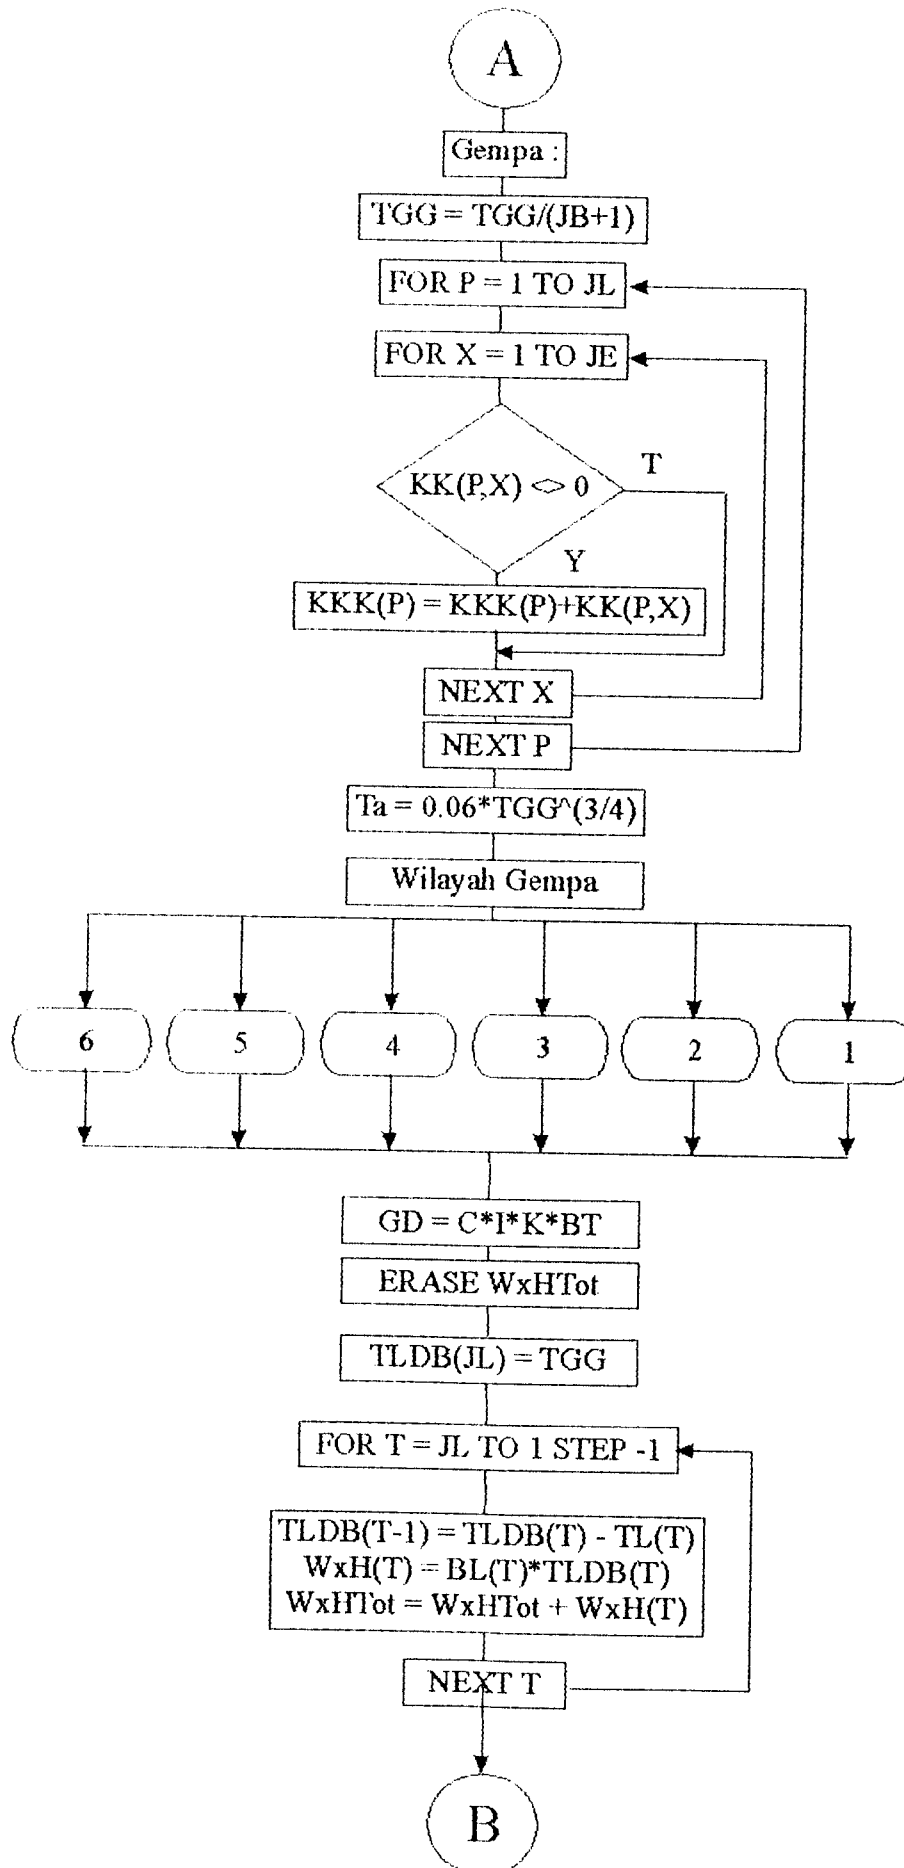 A
Gempa :
TGG = TGG/(JB+1)
FOR P = 1 TO JL
FOR X = 1 TO JE
KK(P,X) <> 0
T
Y
KKK(P) = KKK(P)+KK(P,X)
NEXT X
NEXT P
Ta = 0.06*TGG^(3/4)
Wilayah Gempa
6 5 4 3 2 1
GD = C*I*K*BT
ERASE WxHTot
TLDB(JL) = TGG
FOR T = JL TO 1 STEP -1
TLDB(T-1) = TLDB(T) - TL(T)
WxH(T) = BL(T)*TLDB(T)
WxHTot = WxHTot + WxH(T)
NEXT T
B